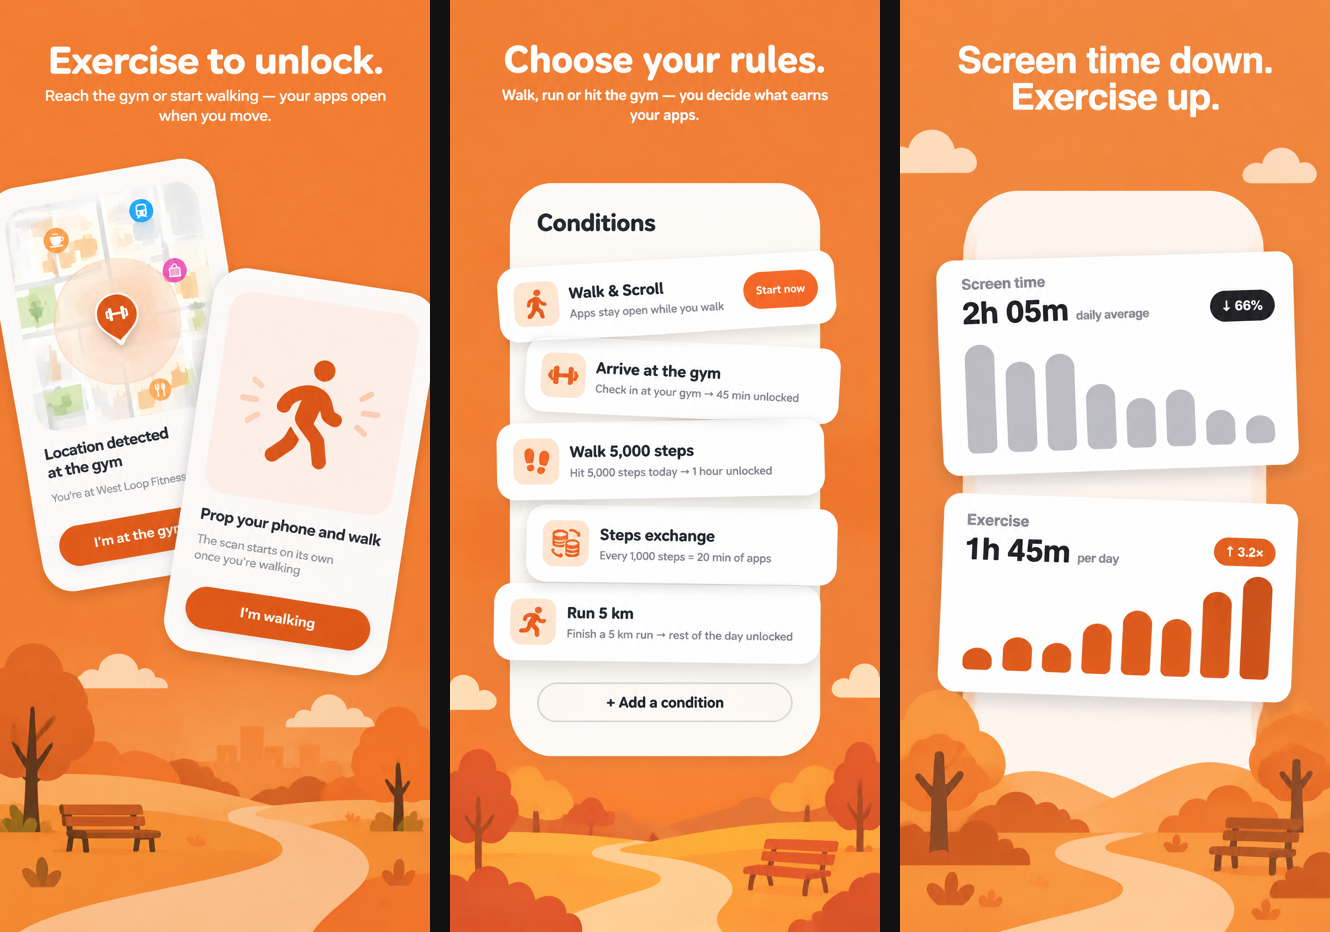 Exercise to unlock.
Reach the gym or start walking — your apps open
when you move.
Location detected
at the gym
You're at West Loop Fitness
I'm at the gym
Prop your phone and walk
The scan starts on its own
once you're walking
I'm walking
Choose your rules.
Walk, run or hit the gym — you decide what earns
your apps.
Conditions
Walk & Scroll
Apps stay open while you walk
Start now
Arrive at the gym
Check in at your gym → 45 min unlocked
Walk 5,000 steps
Hit 5,000 steps today → 1 hour unlocked
Steps exchange
Every 1,000 steps = 20 min of apps
Run 5 km
Finish a 5 km run → rest of the day unlocked
+ Add a condition
Screen time down.
Exercise up.
Screen time
2h 05m daily average
↓ 66%
Exercise
1h 45m per day
↑ 3.2×